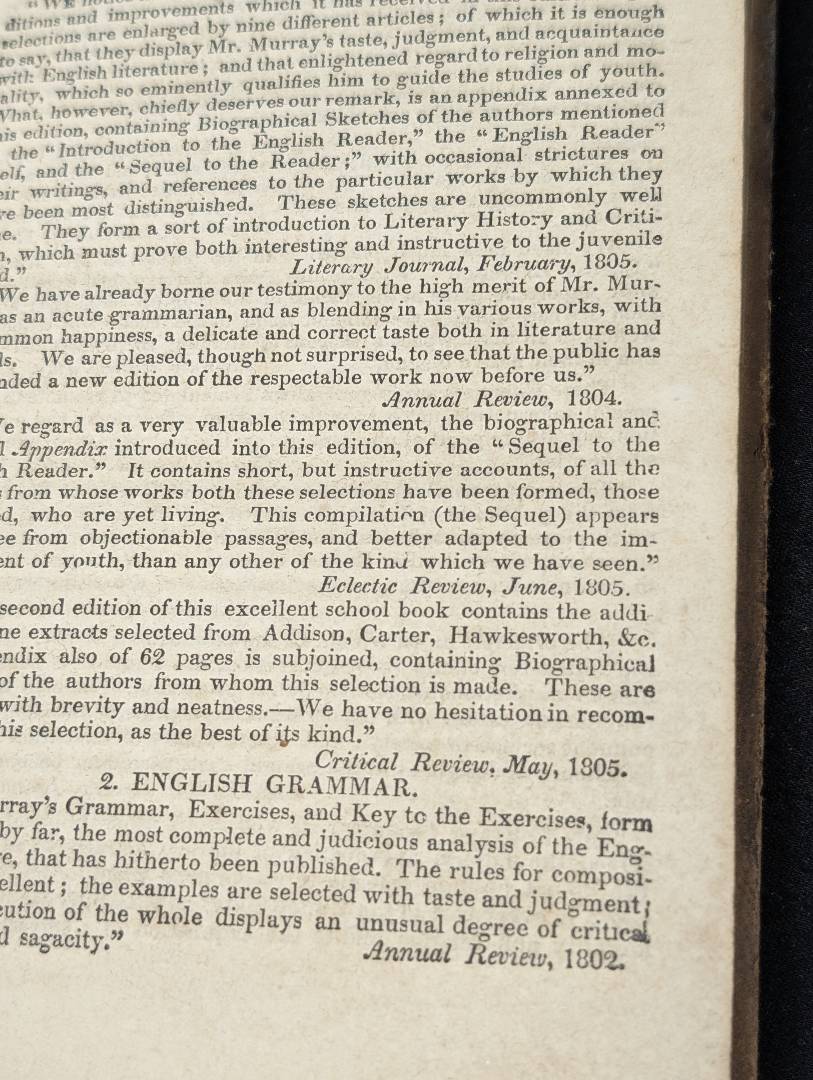 "WE
ditions and improvements which it has received
selections are enlarged by nine different articles; of which it is enough
to say, that they display Mr. Murray's taste, judgment, and acquaintance
with English literature; and that enlightened regard to religion and mo-
ality, which so eminently qualifies him to guide the studies of youth.
What, however, chiefly deserves our remark, is an appendix annexed to
his edition, containing Biographical Sketches of the authors mentioned
the "Introduction to the English Reader," the "English Reader"
elf, and the "Sequel to the Reader;" with occasional strictures on
eir writings, and references to the particular works by which they
re been most distinguished. These sketches are uncommonly well
e. They form a sort of introduction to Literary History and Criti-
n, which must prove both interesting and instructive to the juvenile
d."
Literary Journal, February, 1805.
We have already borne our testimony to the high merit of Mr. Mur-
as an acute grammarian, and as blending in his various works, with
mmon happiness, a delicate and correct taste both in literature and
ls. We are pleased, though not surprised, to see that the public has
nded a new edition of the respectable work now before us."
Annual Review, 1804.
e regard as a very valuable improvement, the biographical and
l Appendix introduced into this edition, of the "Sequel to the
h Reader." It contains short, but instructive accounts, of all the
s from whose works both these selections have been formed, those
d, who are yet living. This compilation (the Sequel) appears
ee from objectionable passages, and better adapted to the im-
ent of youth, than any other of the kind which we have seen."
Eclectic Review, June, 1805.
second edition of this excellent school book contains the addi-
ne extracts selected from Addison, Carter, Hawkesworth, &c.
endix also of 62 pages is subjoined, containing Biographical
of the authors from whom this selection is made. These are
with brevity and neatness.—We have no hesitation in recom-
his selection, as the best of its kind."
Critical Review, May, 1805.
2. ENGLISH GRAMMAR.
rray's Grammar, Exercises, and Key to the Exercises, form
by far, the most complete and judicious analysis of the Eng-
e, that has hitherto been published. The rules for composi-
ellent; the examples are selected with taste and judgment;
cution of the whole displays an unusual degree of critical
d sagacity."
Annual Review, 1802.